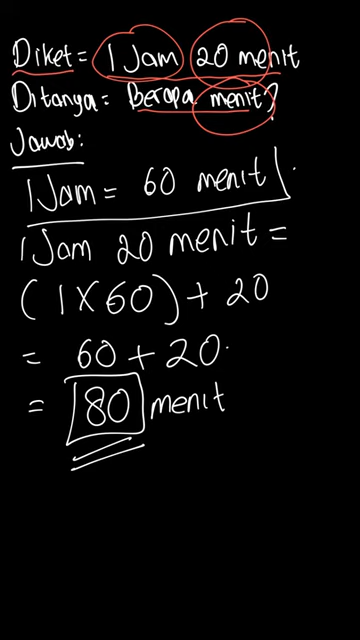 Diket = 1 Jam 20 menit
Ditanya = Berapa menit?
Jawab:
1 Jam = 60 menit
1 Jam 20 menit =
(1 X 60) + 20
= 60 + 20
= 80 menit